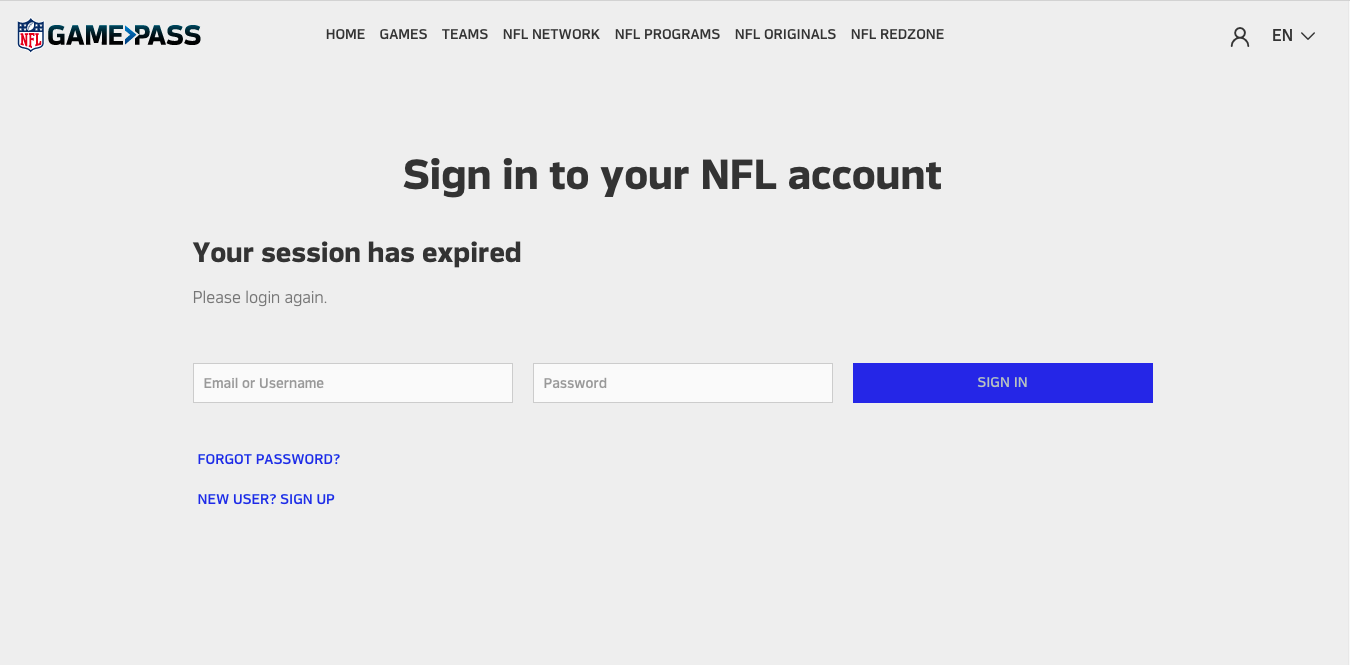 NFL GAME PASS HOME GAMES TEAMS NFL NETWORK NFL PROGRAMS NFL ORIGINALS NFL REDZONE EN
Sign in to your NFL account
Your session has expired
Please login again.
Email or Username Password SIGN IN
FORGOT PASSWORD?
NEW USER? SIGN UP